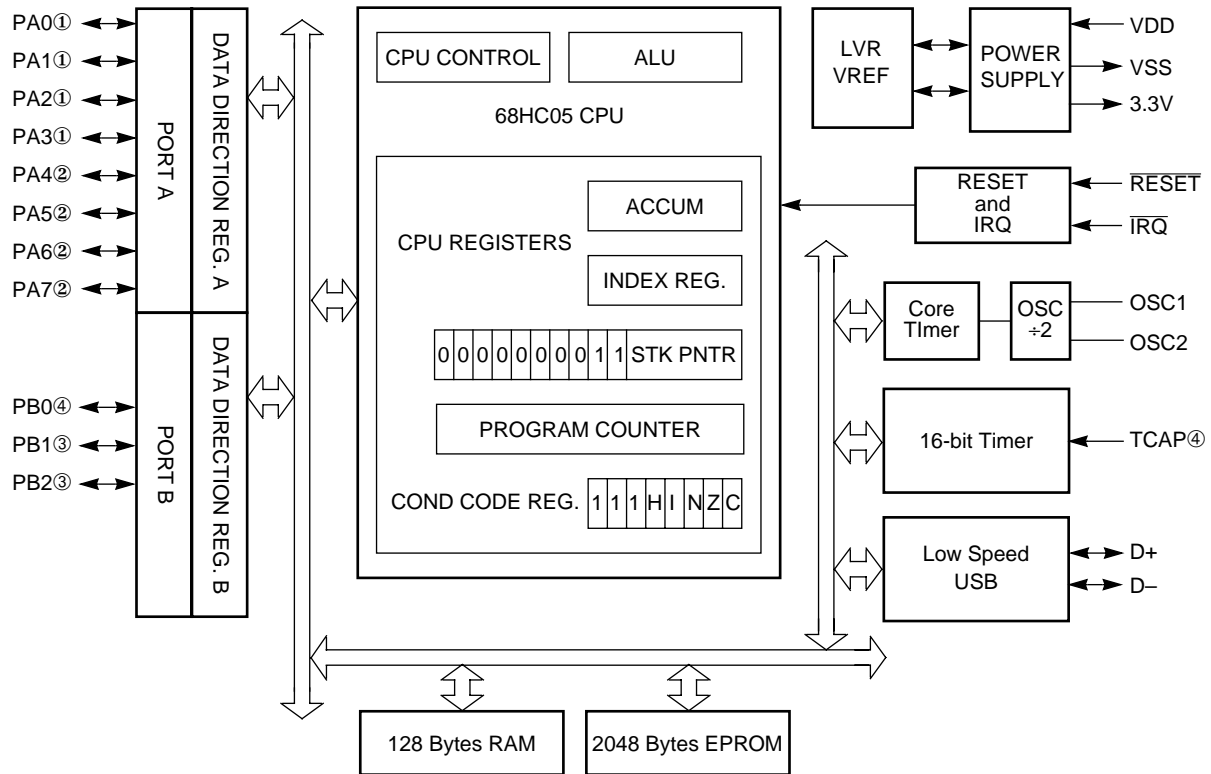 PA0①
PA1①
PA2①
PA3①
PA4②
PA5②
PA6②
PA7②
PORT A
DATA DIRECTION REG. A
PB0④
PB1③
PB2③
PORT B
DATA DIRECTION REG. B
CPU CONTROL
ALU
68HC05 CPU
CPU REGISTERS
ACCUM
INDEX REG.
0 0 0 0 0 0 0 0 1 1 STK PNTR
PROGRAM COUNTER
COND CODE REG. 1 1 1 H I N Z C
LVR
VREF
POWER
SUPPLY
VDD
VSS
3.3V
RESET
and
IRQ
RESET
IRQ
Core
TImer
OSC
÷2
OSC1
OSC2
16-bit Timer
TCAP④
Low Speed
USB
D+
D–
128 Bytes RAM
2048 Bytes EPROM